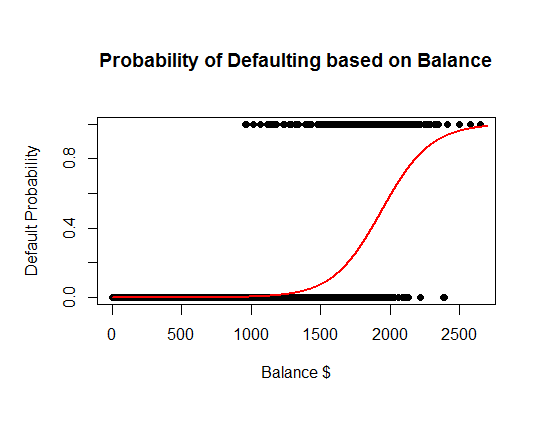 Probability of Defaulting based on Balance
Default Probability
0.8
0.4
0.0
0 500 1000 1500 2000 2500
Balance $